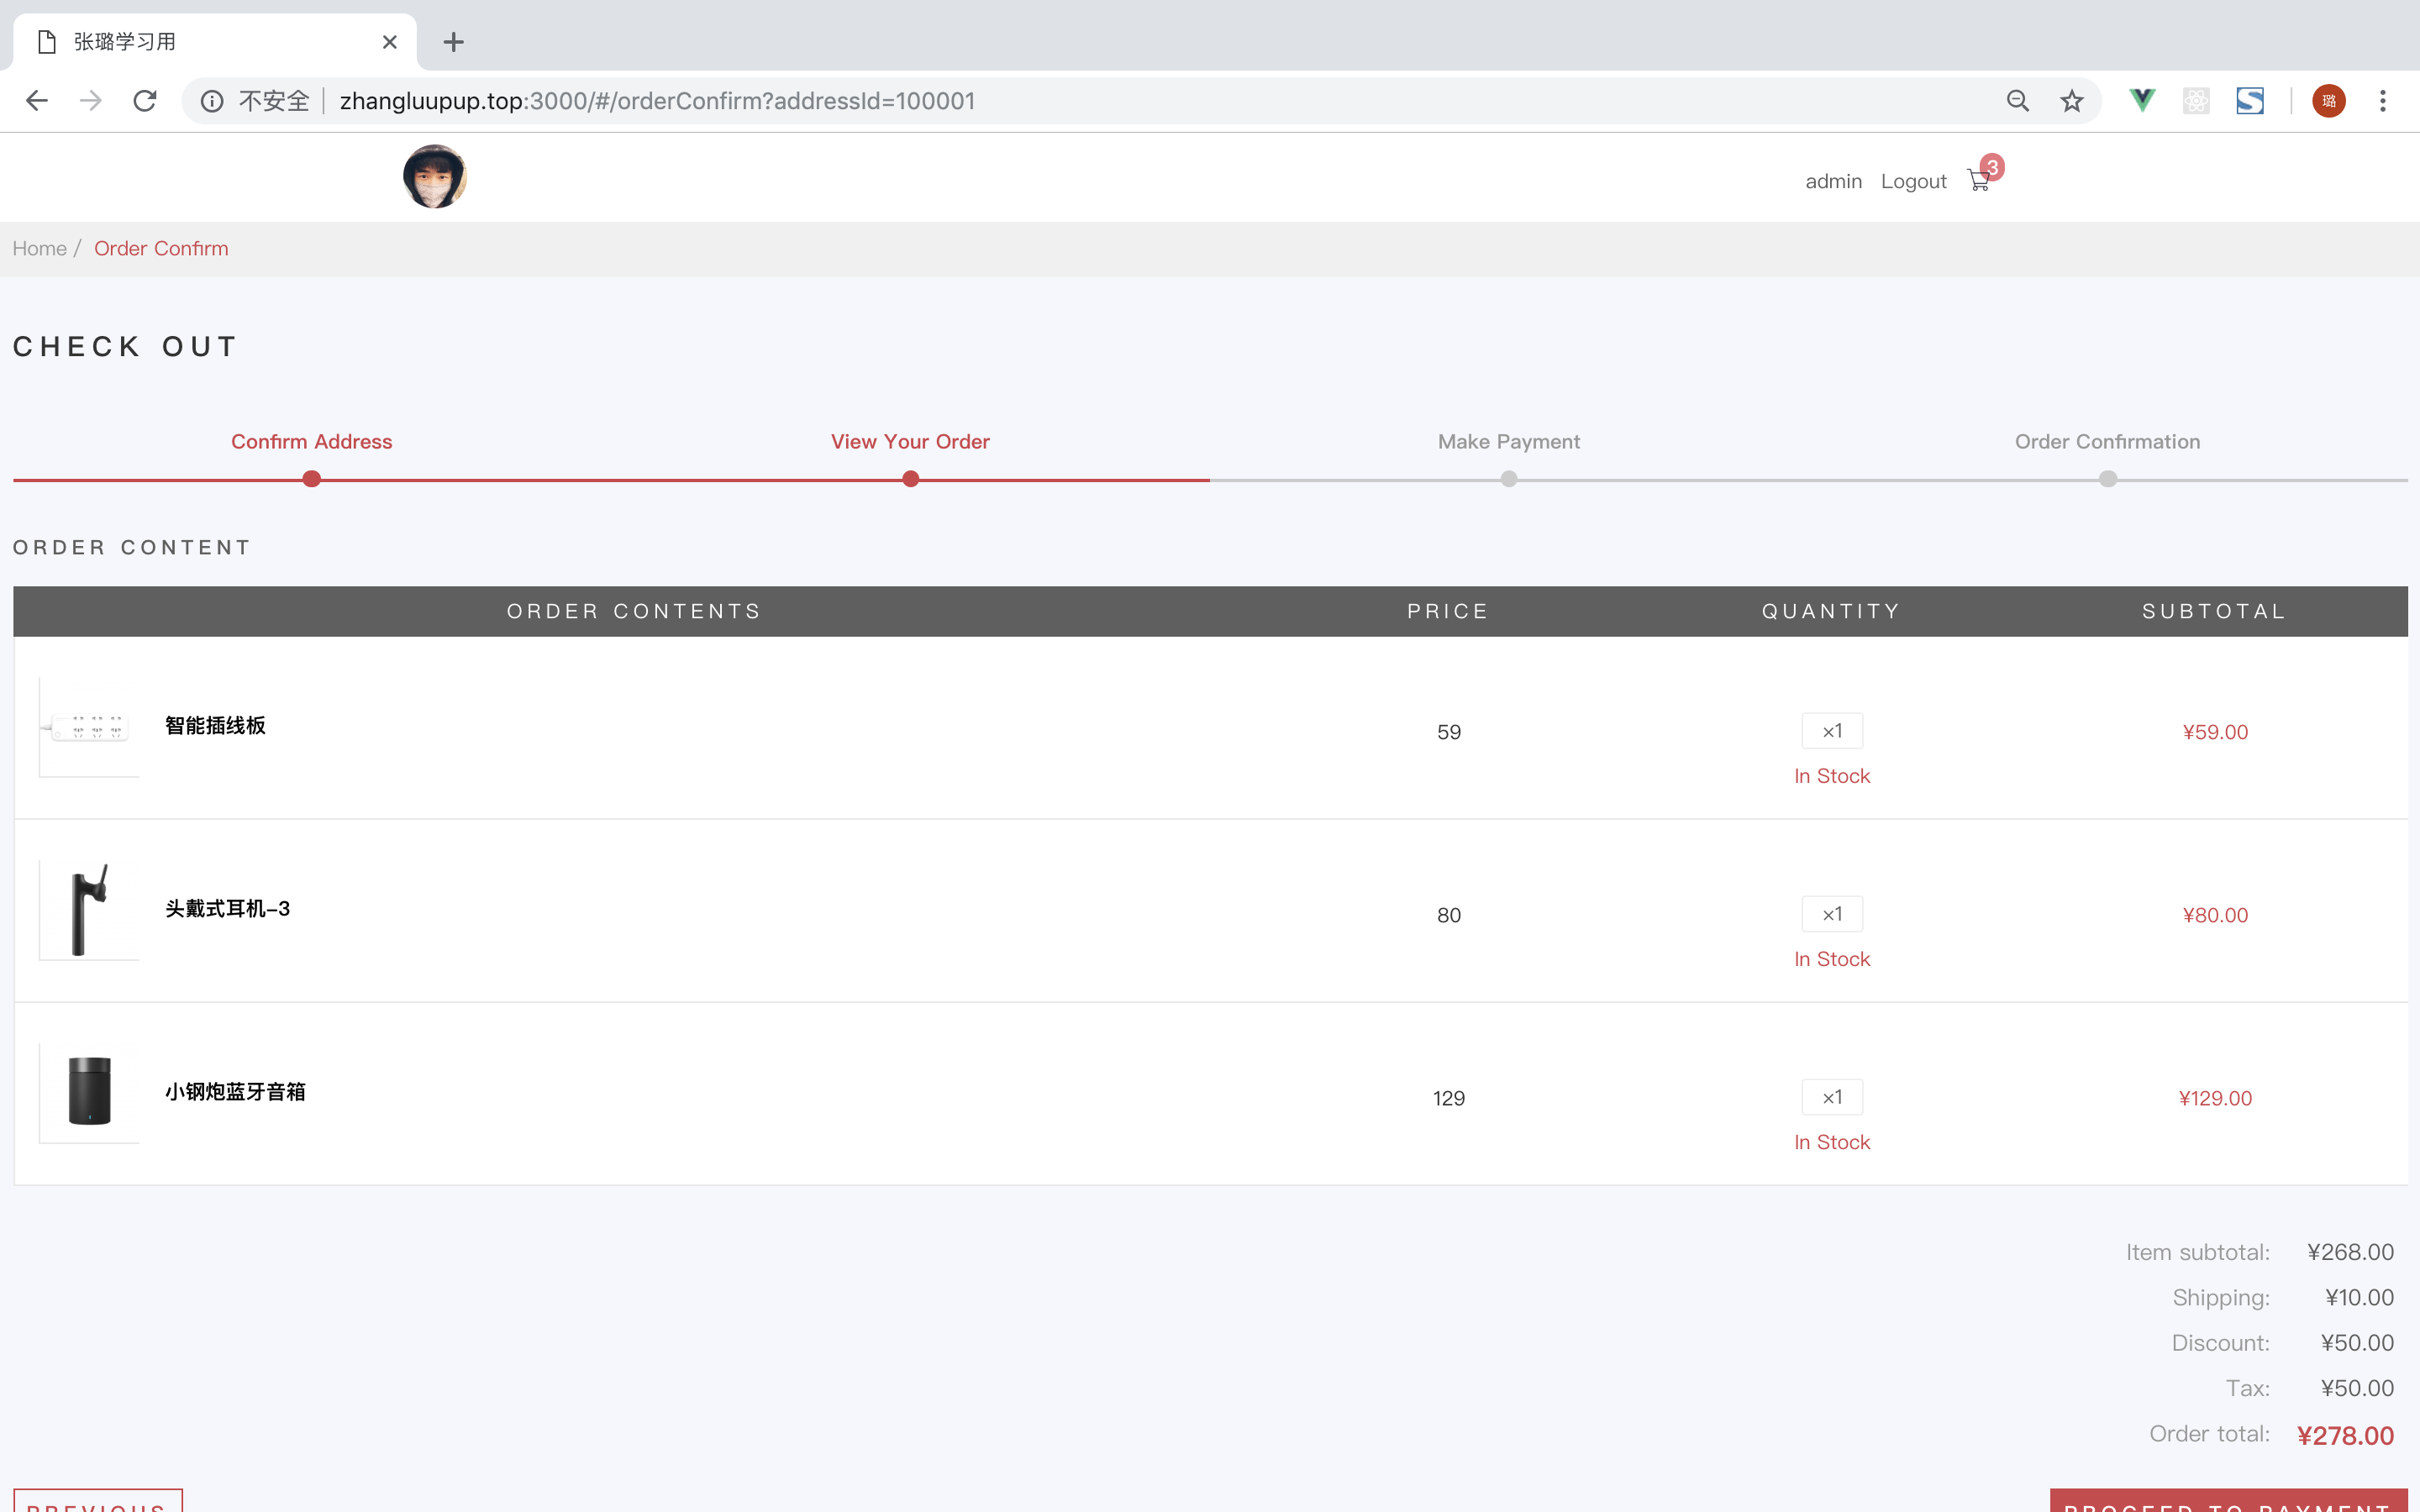 张璐学习用
不安全 zhangluupup.top:3000/#/orderConfirm?addressId=100001
璐
admin Logout 3
Home / Order Confirm
CHECK OUT
Confirm Address View Your Order Make Payment Order Confirmation
ORDER CONTENT
ORDER CONTENTS PRICE QUANTITY SUBTOTAL
智能插线板 59 ×1 ¥59.00
In Stock
头戴式耳机-3 80 ×1 ¥80.00
In Stock
小钢炮蓝牙音箱 129 ×1 ¥129.00
In Stock
Item subtotal: ¥268.00
Shipping: ¥10.00
Discount: ¥50.00
Tax: ¥50.00
Order total: ¥278.00
PREVIOUS PROCEED TO PAYMENT